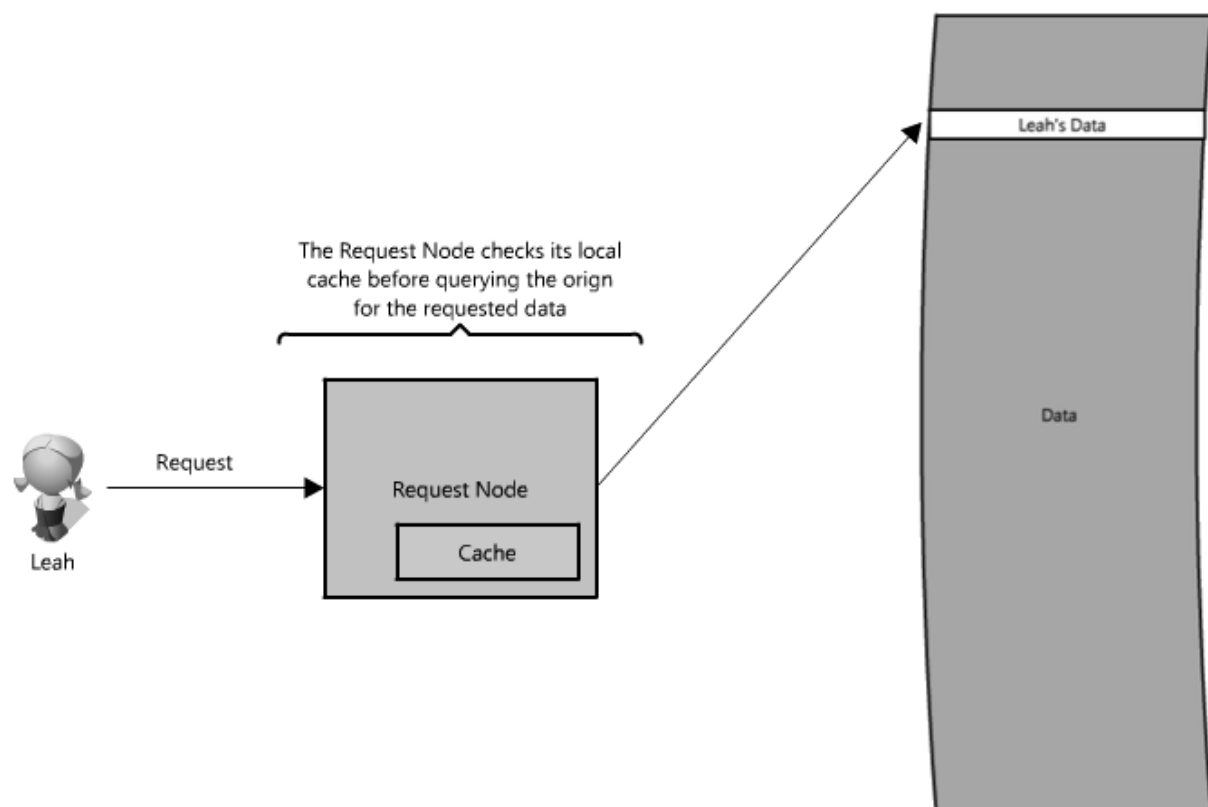 Leah's Data
The Request Node checks its local
cache before querying the orign
for the requested data
Data
Request
Request Node
Cache
Leah